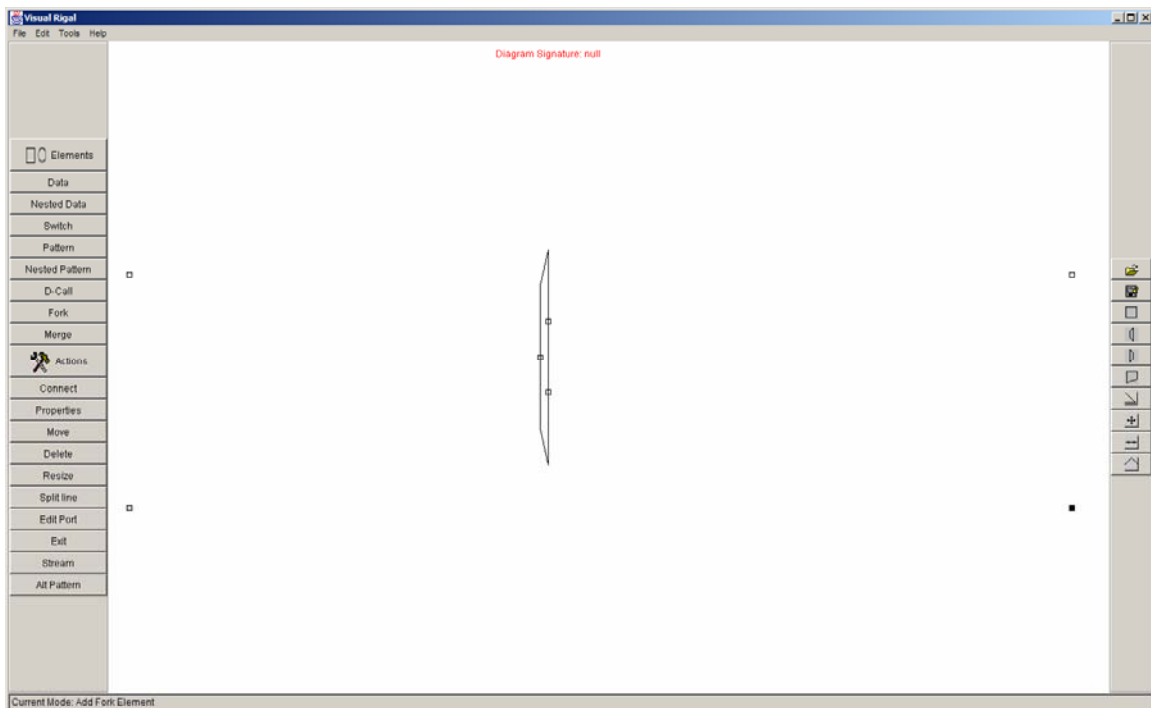 Visual Rigal
File Edit Tools Help
Diagram Signature: null
Elements
Data
Nested Data
Switch
Pattern
Nested Pattern
D-Call
Fork
Merge
Actions
Connect
Properties
Move
Delete
Resize
Split line
Edit Port
Exit
Stream
Alt Pattern
Current Mode: Add Fork Element